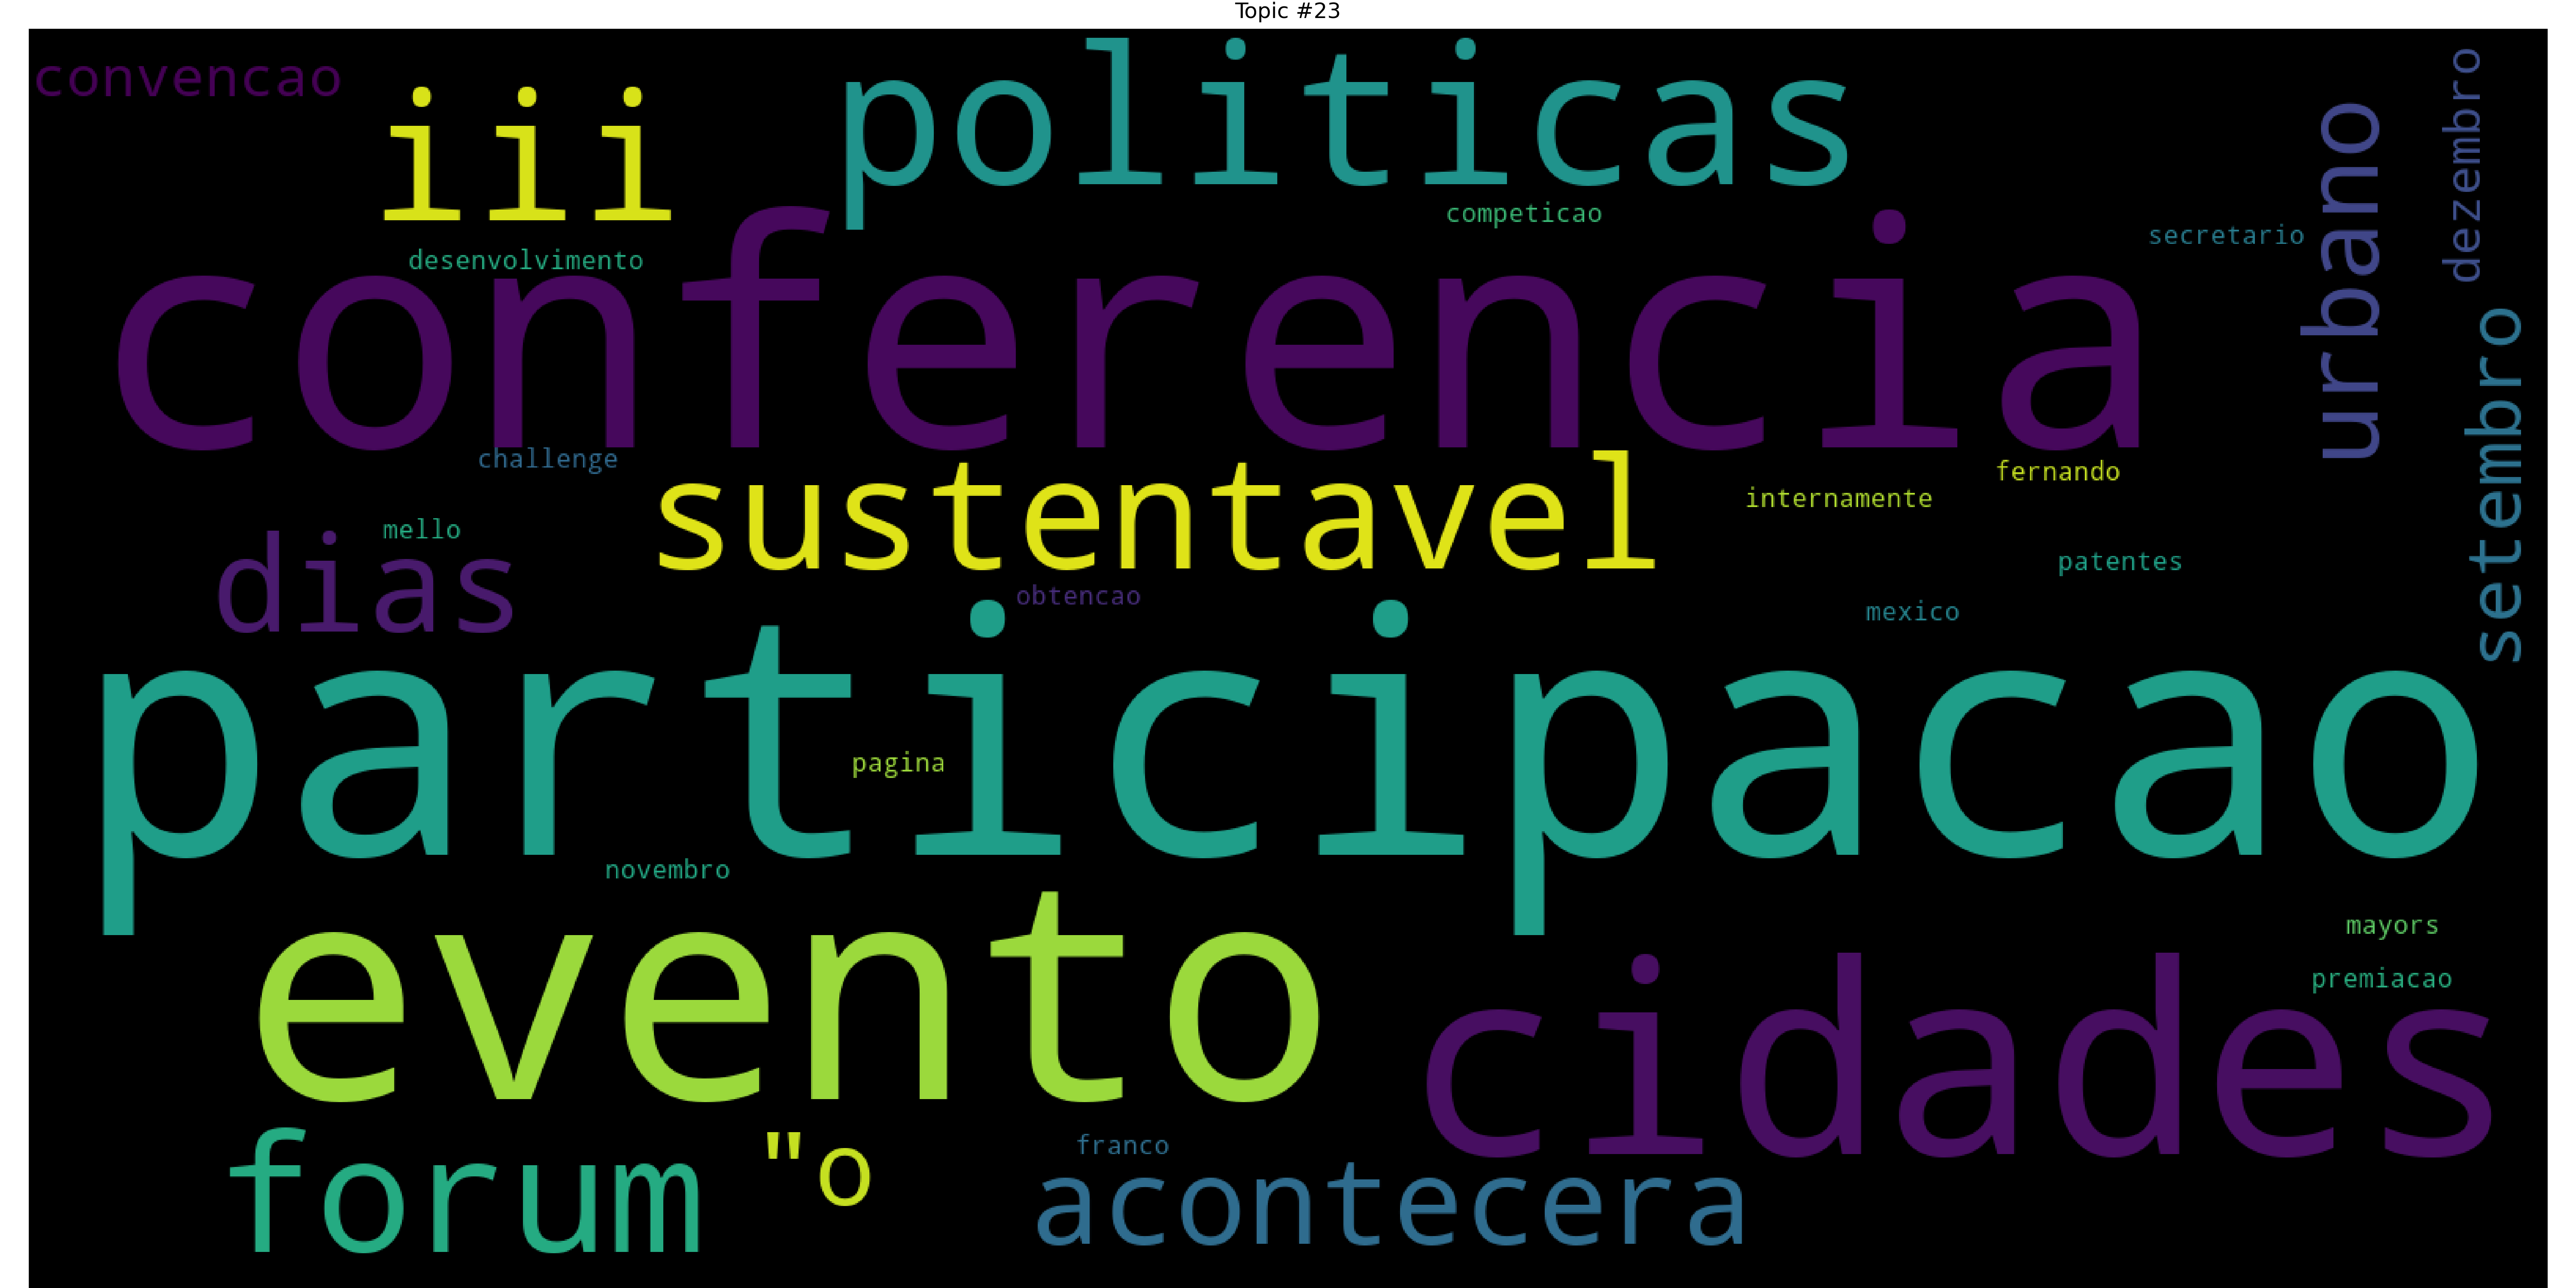 Topic #23
convencao
iii
politicas
urbano
dezembro
competicao
secretario
desenvolvimento
conferencia
setembro
challenge
sustentavel
fernando
internamente
mello
dias
patentes
obtencao
mexico
participacao
pagina
novembro
evento
mayors
cidades
premiacao
forum
"o
franco
acontecera